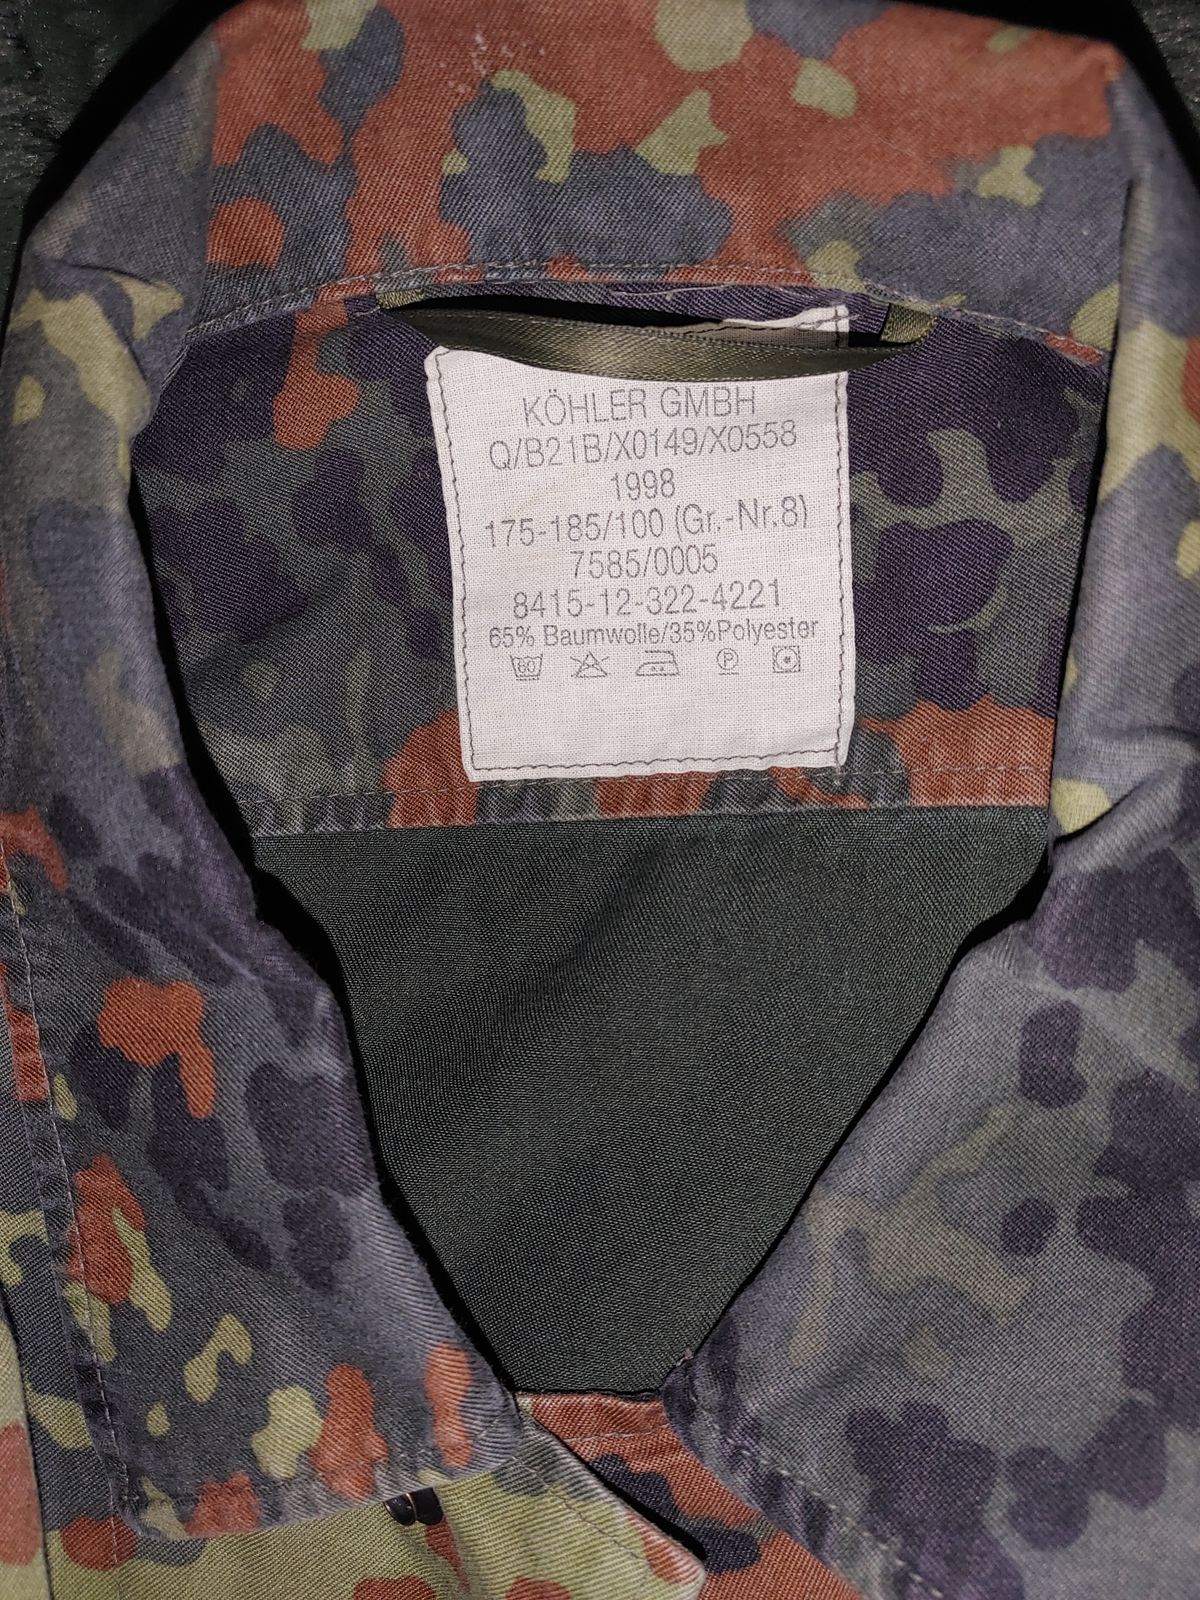 KÖHLER GMBH
Q/B21B/X0149/X0558
1998
175-185/100 (Gr.-Nr.8)
7585/0005
8415-12-322-4221
65% Baumwolle/35%Polyester
60 P